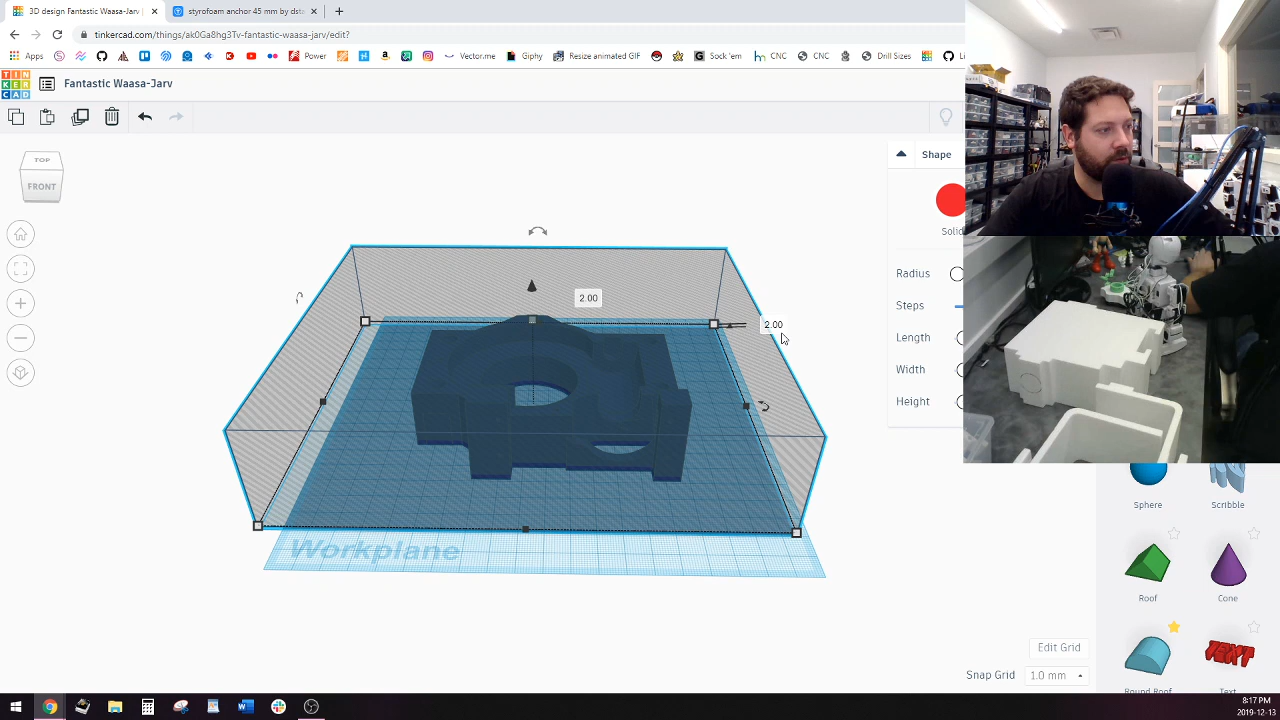 3D design Fantastic Waasa-Jarv
styrofoam anchor 45 mm by dsta
tinkercad.com/things/ak0Ga8hg3Tv-fantastic-waasa-jarv/edit?
Apps
Power
Vector.me
Giphy
Resize animated GIF
Sock 'em
CNC
CNC
Drill Sizes
Li
TIN
KER
CAD
Fantastic Waasa-Jarv
TOP
FRONT
Shape
Solid
Radius
Steps
Length
Width
Height
2.00
2.00
Workplane
Sphere
Scribble
Roof
Cone
TEXT
Round Roof
Text
Edit Grid
Snap Grid
1.0 mm
8:17 PM
2019-12-13